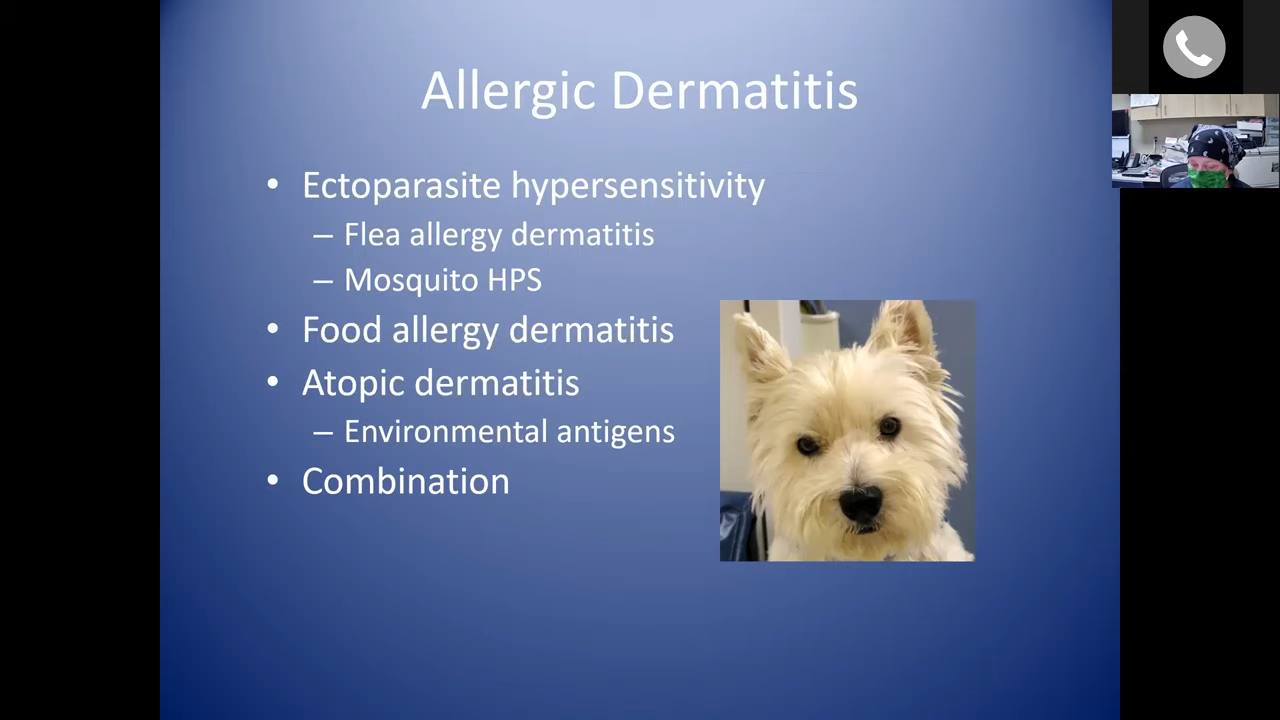 Allergic Dermatitis
• Ectoparasite hypersensitivity
– Flea allergy dermatitis
– Mosquito HPS
• Food allergy dermatitis
• Atopic dermatitis
– Environmental antigens
• Combination